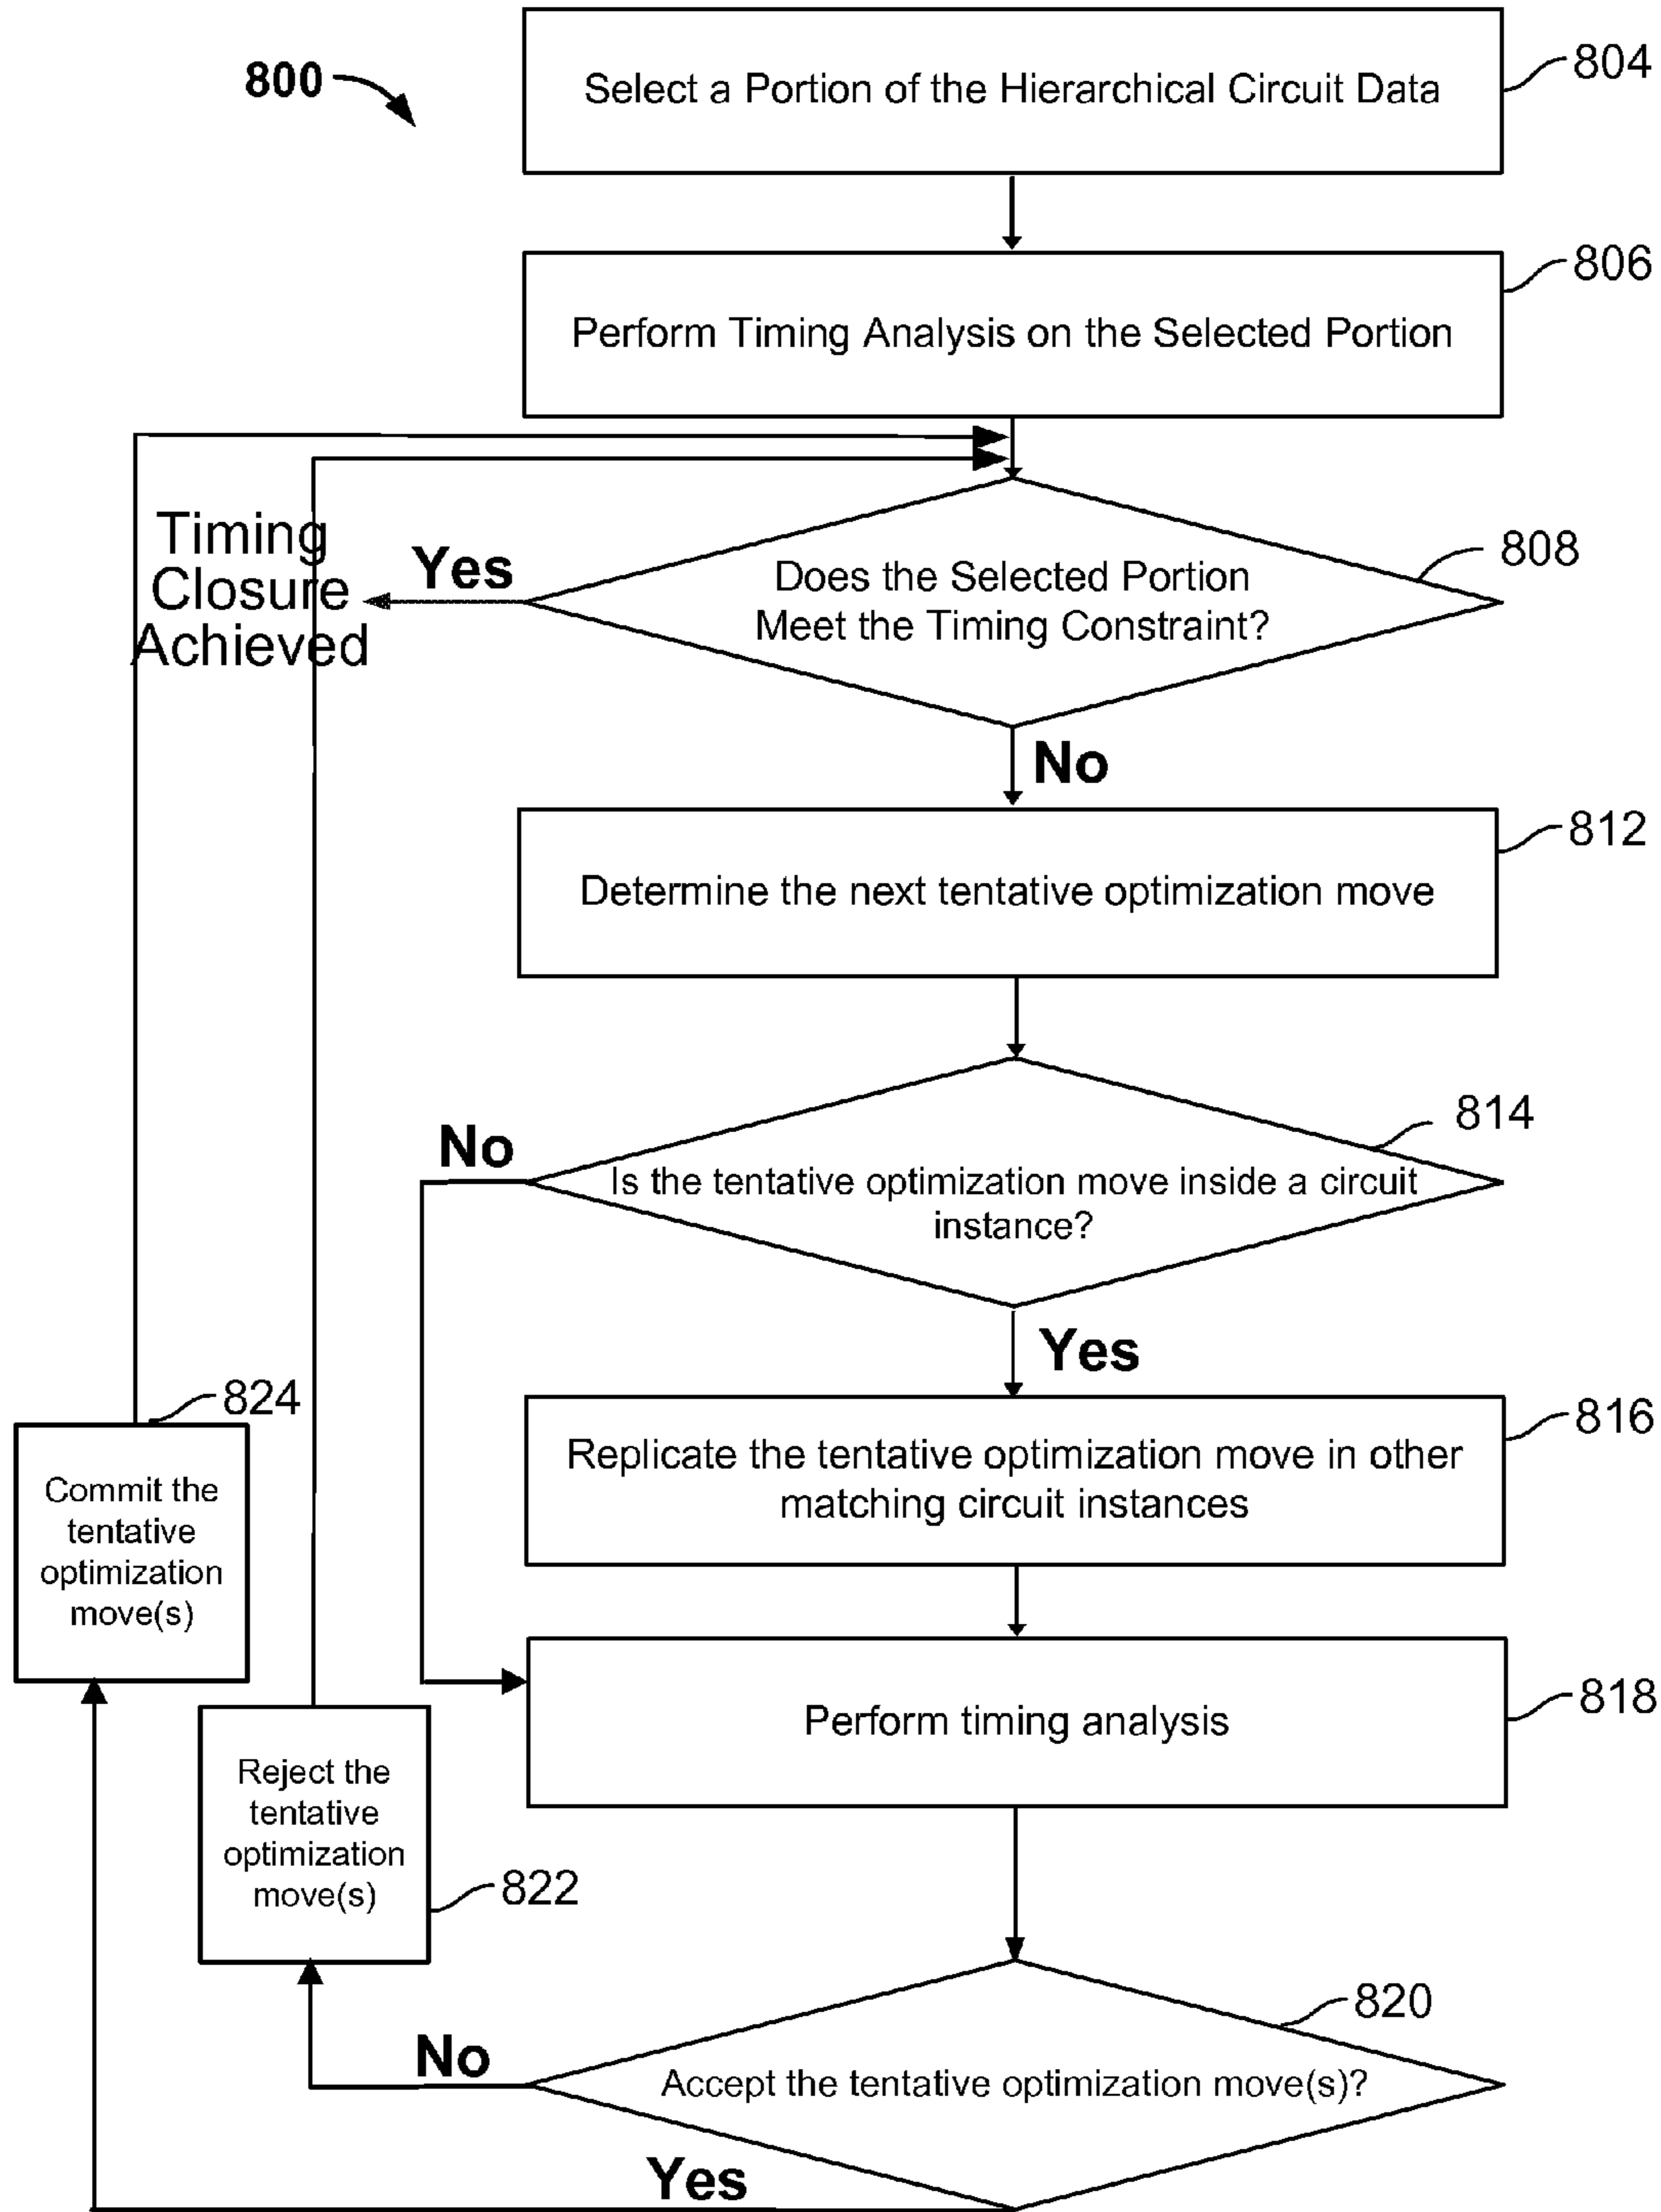 800
Select a Portion of the Hierarchical Circuit Data
804
Perform Timing Analysis on the Selected Portion
806
Timing
Closure
Achieved
Yes
Does the Selected Portion
Meet the Timing Constraint?
808
No
Determine the next tentative optimization move
812
No
Is the tentative optimization move inside a circuit
instance?
814
Yes
Replicate the tentative optimization move in other
matching circuit instances
816
824
Commit the
tentative
optimization
move(s)
Perform timing analysis
818
Reject the
tentative
optimization
move(s)
822
No
Accept the tentative optimization move(s)?
820
Yes